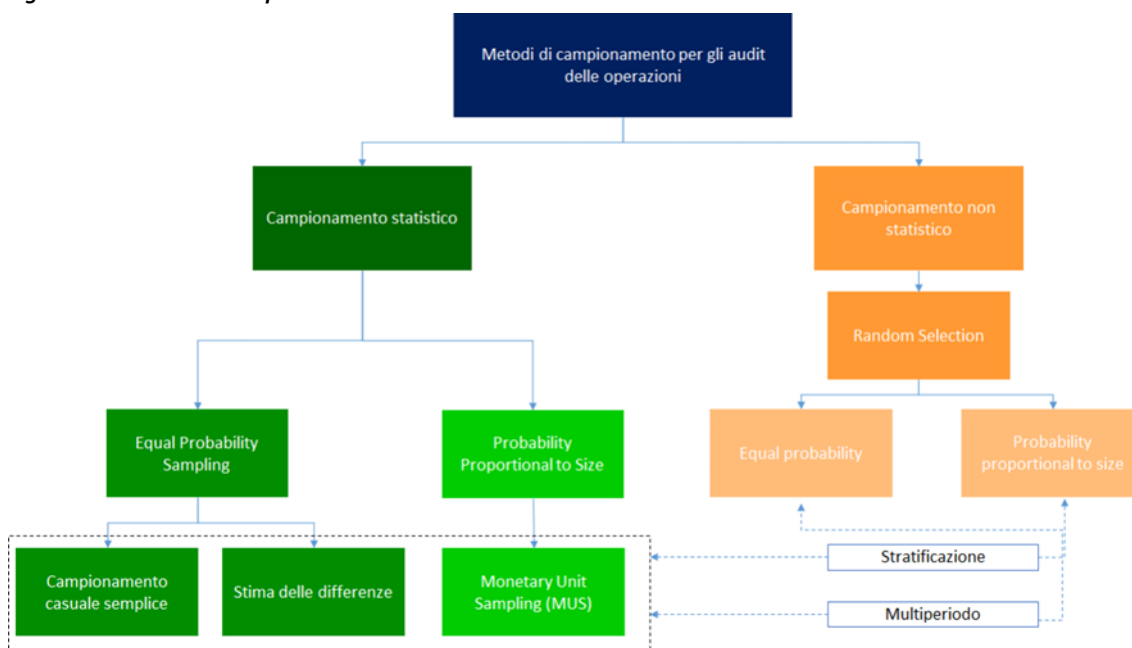 Metodi di campionamento per gli audit
delle operazioni
Campionamento statistico
Campionamento non
statistico
Random Selection
Equal Probability
Sampling
Probability
Proportional to Size
Equal probability
Probability
proportional to size
Campionamento
casuale semplice
Stima delle differenze
Monetary Unit
Sampling (MUS)
Stratificazione
Multiperiodo